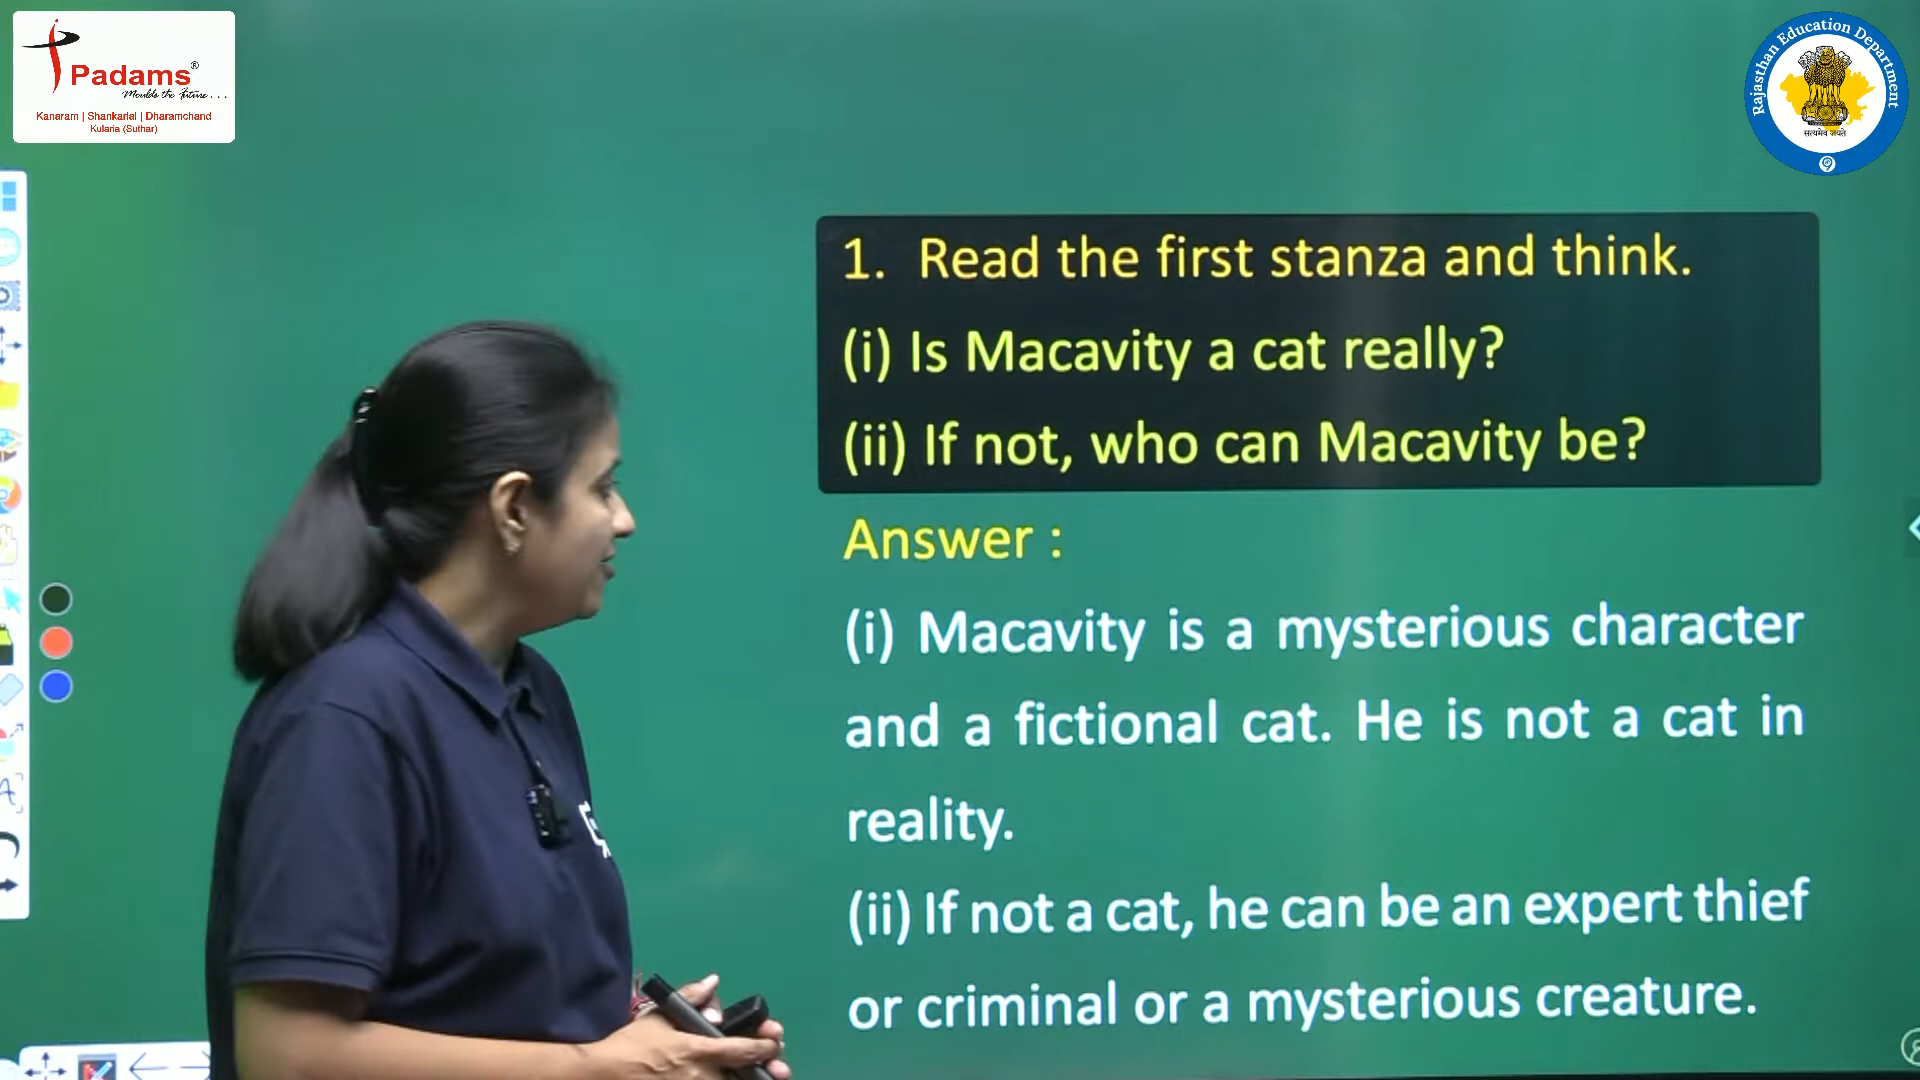 Padams®
Moulds the Future...
Kanaram | Shankarlal | Dharamchand
Kularia (Suthar)
Rajasthan Education Department
सत्यमेव जयते
1. Read the first stanza and think.
(i) Is Macavity a cat really?
(ii) If not, who can Macavity be?
Answer :
(i) Macavity is a mysterious character
and a fictional cat. He is not a cat in
reality.
(ii) If not a cat, he can be an expert thief
or criminal or a mysterious creature.